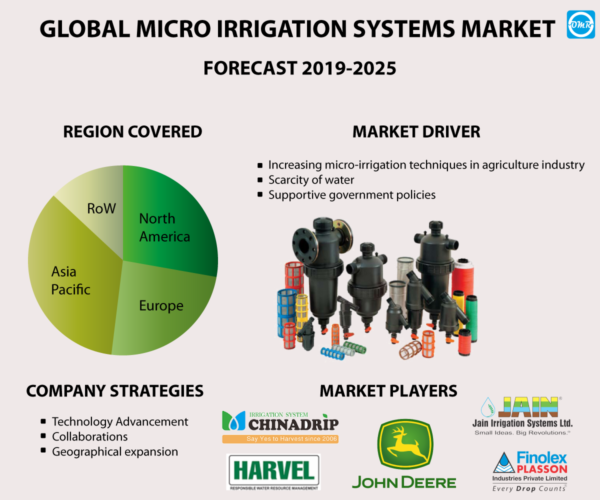 GLOBAL MICRO IRRIGATION SYSTEMS MARKET
DMR
FORECAST 2019-2025
REGION COVERED
RoW
North
America
Asia
Pacific
Europe
MARKET DRIVER
Increasing micro-irrigation techniques in agriculture industry
Scarcity of water
Supportive government policies
COMPANY STRATEGIES
Technology Advancement
Collaborations
Geographical expansion
MARKET PLAYERS
IRRIGATION SYSTEM
CHINADRIP
Say Yes to Harvest since 2006
HARVEL
RESPONSIBLE WATER RESOURCE MANAGEMENT
JOHN DEERE
JAIN®
Jain Irrigation Systems Ltd.
Small Ideas. Big Revolutions.®
Finolex
PLASSON
Industries Private Limited
Every Drop Counts